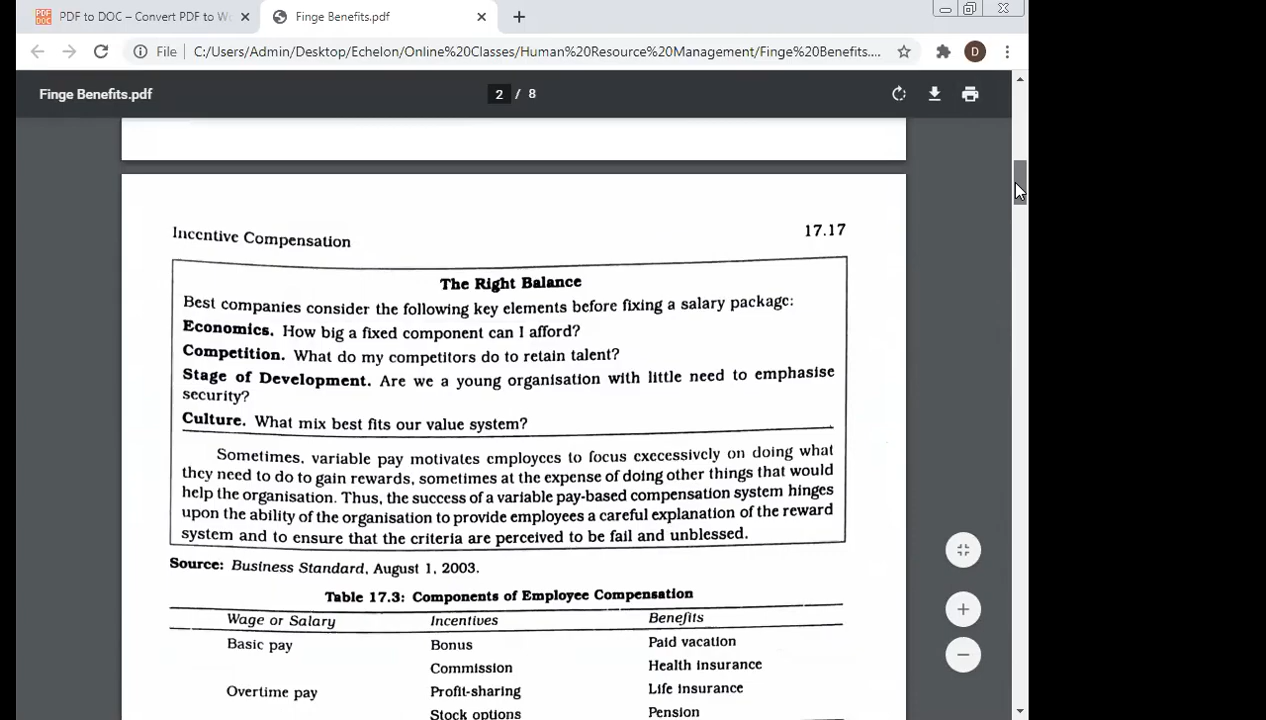 PDF to DOC – Convert PDF to W
Finge Benefits.pdf
File
C:/Users/Admin/Desktop/Echelon/Online%20Classes/Human%20Resource%20Management/Finge%20Benefits....
D
Finge Benefits.pdf
2 / 8
Incentive Compensation
17.17
The Right Balance
Best companies consider the following key elements before fixing a salary package:
Economics. How big a fixed component can I afford?
Competition. What do my competitors do to retain talent?
Stage of Development. Are we a young organisation with little need to emphasise
security?
Culture. What mix best fits our value system?
Sometimes, variable pay motivates employees to focus excessively on doing what
they need to do to gain rewards, sometimes at the expense of doing other things that would
help the organisation. Thus, the success of a variable pay-based compensation system hinges
upon the ability of the organisation to provide employees a careful explanation of the reward
system and to ensure that the criteria are perceived to be fail and unblessed.
Source: Business Standard, August 1, 2003.
Table 17.3: Components of Employee Compensation
Wage or Salary Incentives Benefits
Basic pay Bonus Paid vacation
Commission Health insurance
Overtime pay Profit-sharing Life insurance
Stock options Pension